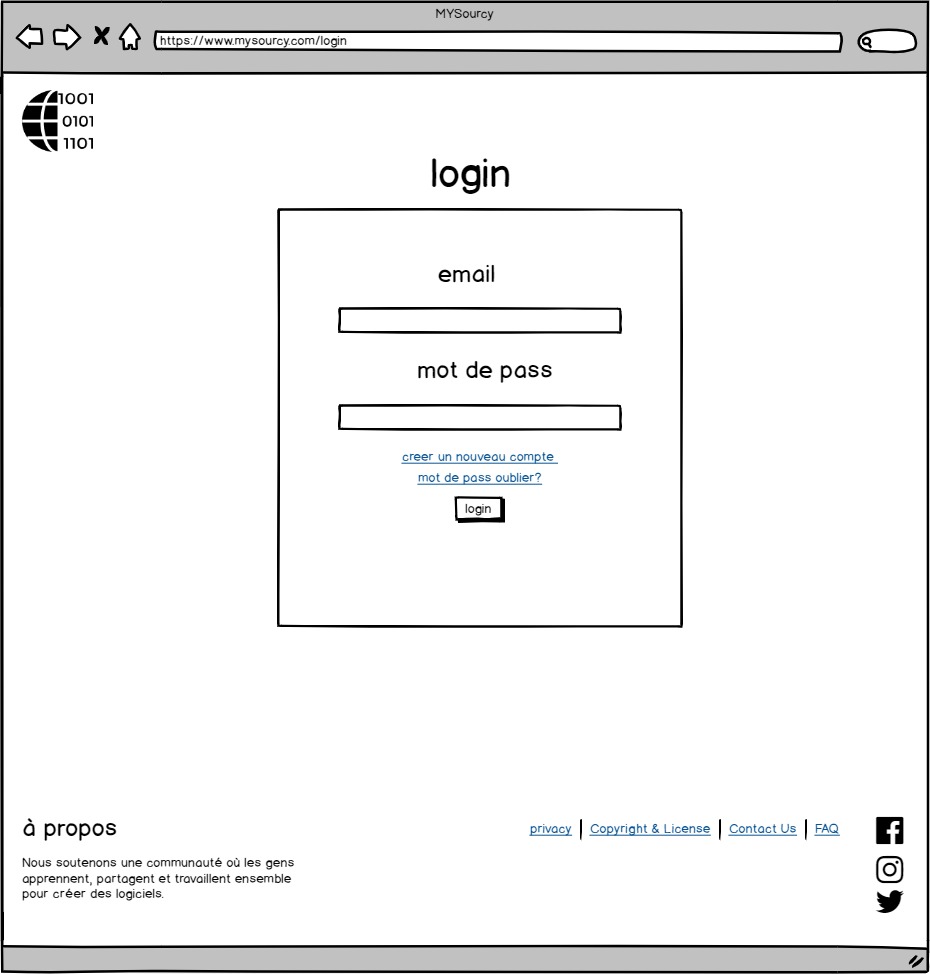 MYSourcy
https://www.mysourcy.com/login
1001
0101
1101
login
email
mot de pass
creer un nouveau compte
mot de pass oublier?
login
à propos
Nous soutenons une communauté où les gens
apprennent, partagent et travaillent ensemble
pour créer des logiciels.
privacy | Copyright & License | Contact Us | FAQ